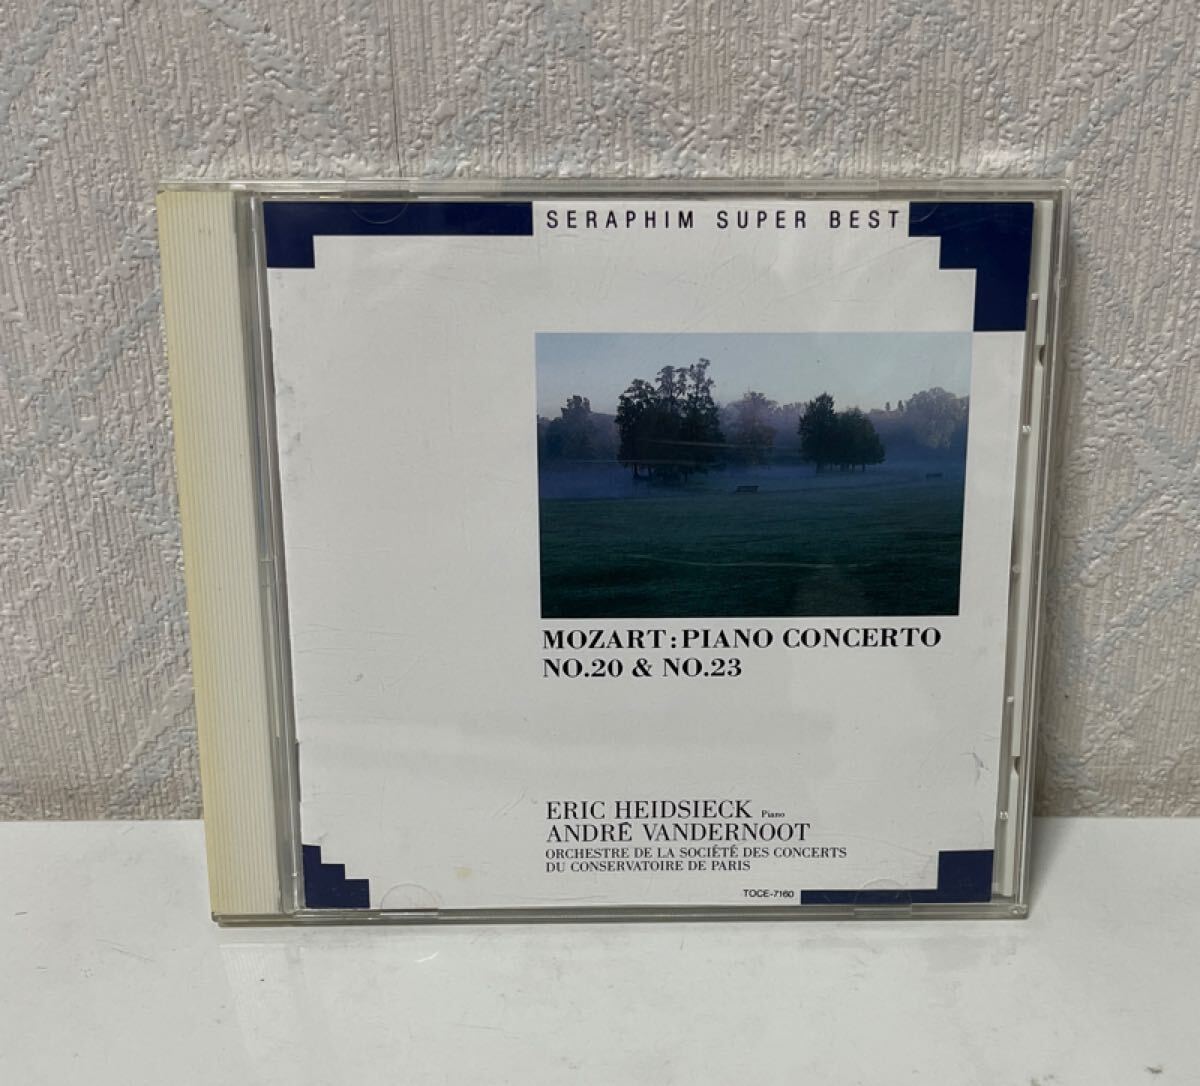 SERAPHIM SUPER BEST
MOZART: PIANO CONCERTO
NO.20 & NO.23
ERIC HEIDSIECK Piano
ANDRÉ VANDERNOOT
ORCHESTRE DE LA SOCIÉTÉ DES CONCERTS
DU CONSERVATOIRE DE PARIS
TOCE-7160